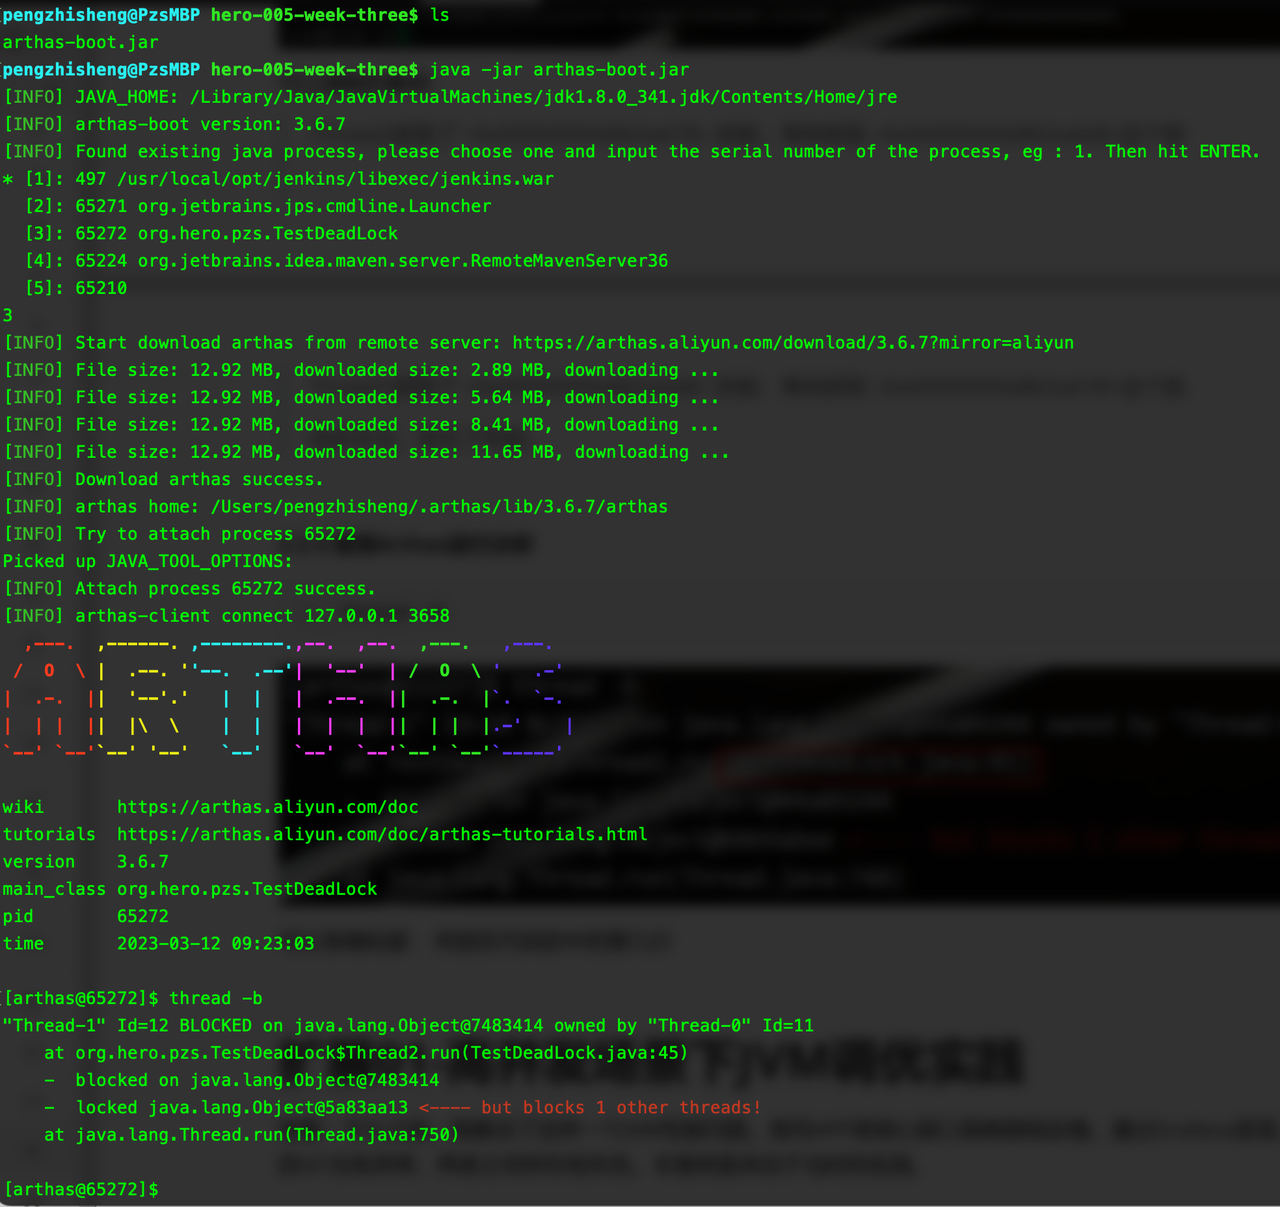 pengzhisheng@PzsMBP hero-005-week-three$ ls
arthas-boot.jar
pengzhisheng@PzsMBP hero-005-week-three$ java -jar arthas-boot.jar
[INFO] JAVA_HOME: /Library/Java/JavaVirtualMachines/jdk1.8.0_341.jdk/Contents/Home/jre
[INFO] arthas-boot version: 3.6.7
[INFO] Found existing java process, please choose one and input the serial number of the process, eg : 1. Then hit ENTER.
* [1]: 497 /usr/local/opt/jenkins/libexec/jenkins.war
  [2]: 65271 org.jetbrains.jps.cmdline.Launcher
  [3]: 65272 org.hero.pzs.TestDeadLock
  [4]: 65224 org.jetbrains.idea.maven.server.RemoteMavenServer36
  [5]: 65210
3
[INFO] Start download arthas from remote server: https://arthas.aliyun.com/download/3.6.7?mirror=aliyun
[INFO] File size: 12.92 MB, downloaded size: 2.89 MB, downloading ...
[INFO] File size: 12.92 MB, downloaded size: 5.64 MB, downloading ...
[INFO] File size: 12.92 MB, downloaded size: 8.41 MB, downloading ...
[INFO] File size: 12.92 MB, downloaded size: 11.65 MB, downloading ...
[INFO] Download arthas success.
[INFO] arthas home: /Users/pengzhisheng/.arthas/lib/3.6.7/arthas
[INFO] Try to attach process 65272
Picked up JAVA_TOOL_OPTIONS:
[INFO] Attach process 65272 success.
[INFO] arthas-client connect 127.0.0.1 3658
ARTHAS
wiki       https://arthas.aliyun.com/doc
tutorials  https://arthas.aliyun.com/doc/arthas-tutorials.html
version    3.6.7
main_class org.hero.pzs.TestDeadLock
pid        65272
time       2023-03-12 09:23:03
[[arthas@65272]$ thread -b
"Thread-1" Id=12 BLOCKED on java.lang.Object@7483414 owned by "Thread-0" Id=11
    at org.hero.pzs.TestDeadLock$Thread2.run(TestDeadLock.java:45)
    -  blocked on java.lang.Object@7483414
    -  locked java.lang.Object@5a83aa13 <---- but blocks 1 other threads!
    at java.lang.Thread.run(Thread.java:750)
[arthas@65272]$
下JVM调优实践